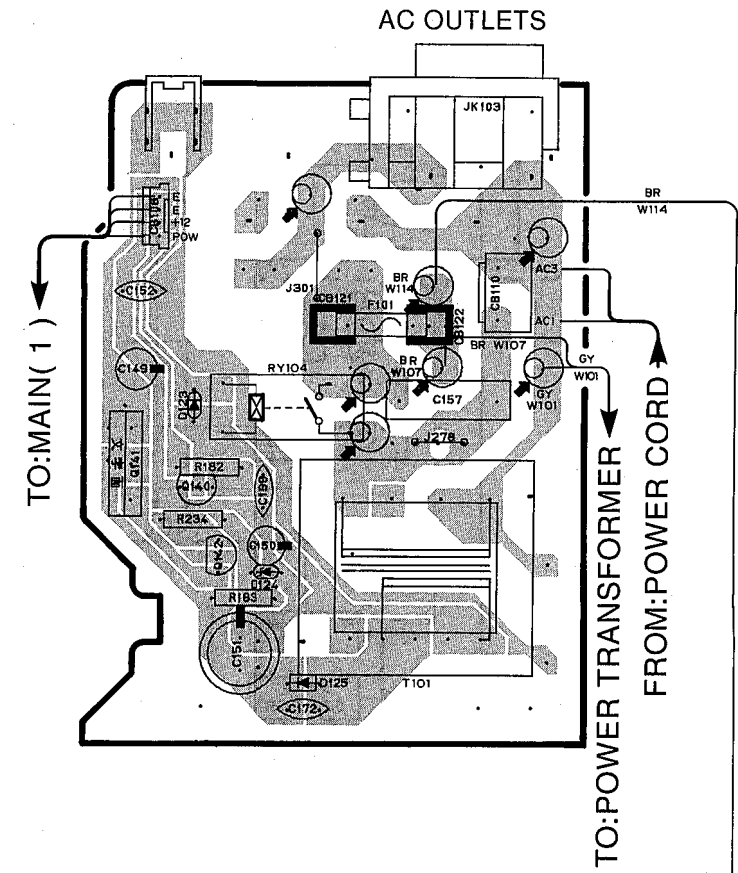 AC OUTLETS
JK103
BR
W114
E
E
+12
POW
AC3
J301
BR
W114
CB110
C152
CB121
F101
CB122
AC1
BR W107
TO:MAIN( 1 )
C149
RY104
BR
W107
GY
W101
GY
W101
D123
C157
J278
Q141
R182
Q140
C199
R234
Q142
C150
D124
R183
C151
D125
T101
C172
FROM:POWER CORD
TO:POWER TRANSFORMER